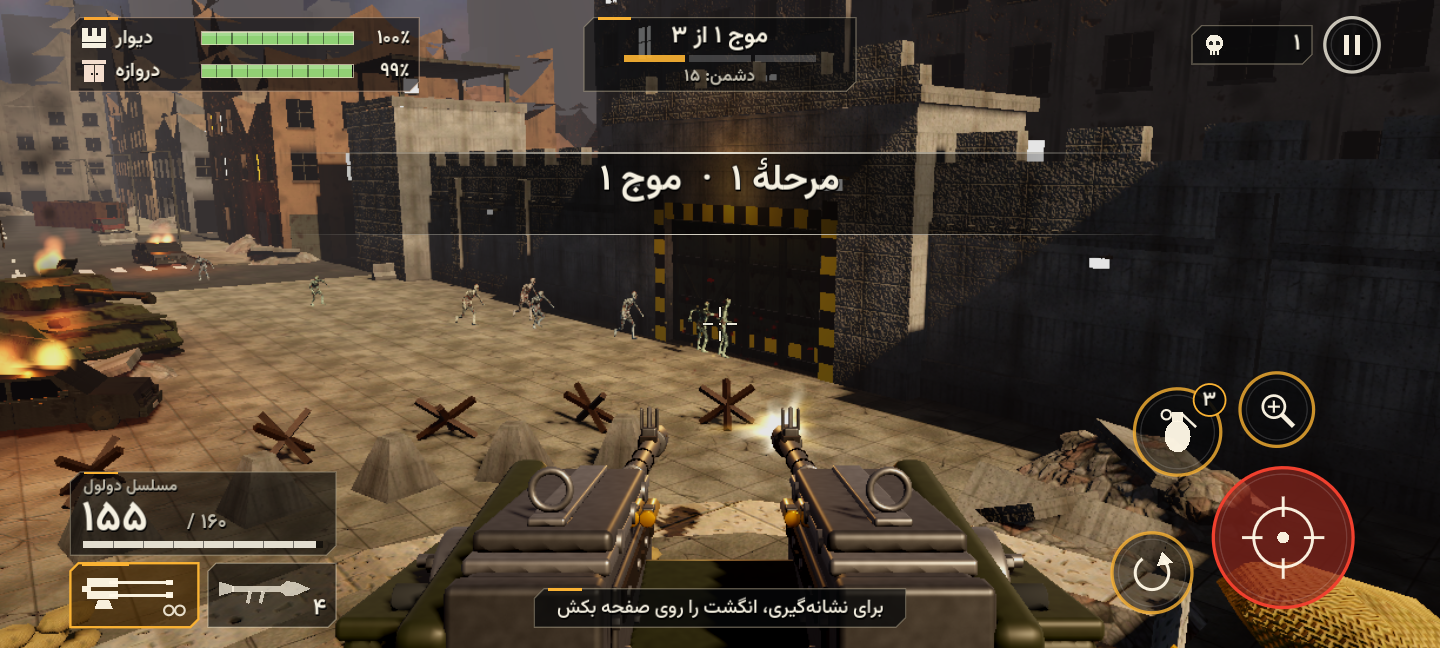 دیوار ۱۰۰٪
دروازه ۹۹٪
موج ۱ از ۳
دشمن: ۱۵
۱
مرحلهٔ ۱ · موج ۱
۳
مسلسل دولول
۱۵۵ / ۱۶۰
∞
۴
برای نشانه‌گیری، انگشت را روی صفحه بکش